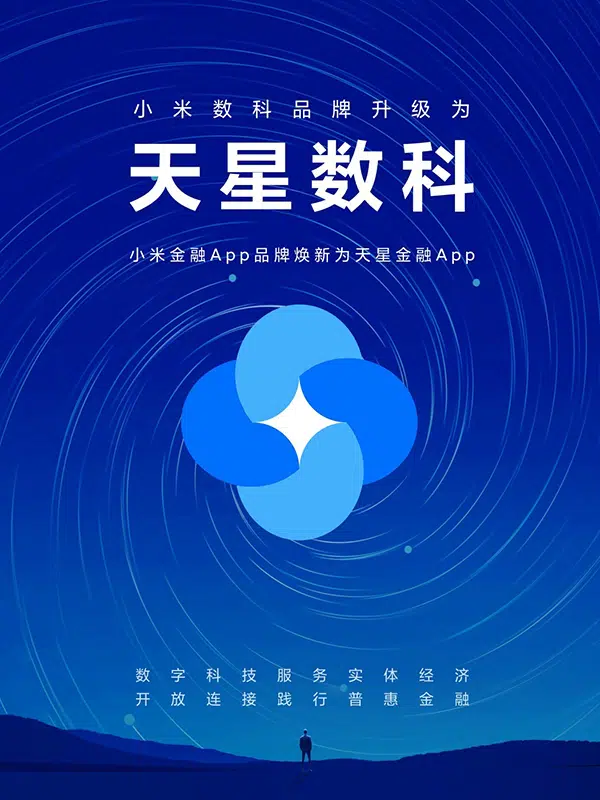 小米数科品牌升级为
天星数科
小米金融App品牌焕新为天星金融App
数字科技服务实体经济
开放连接践行普惠金融